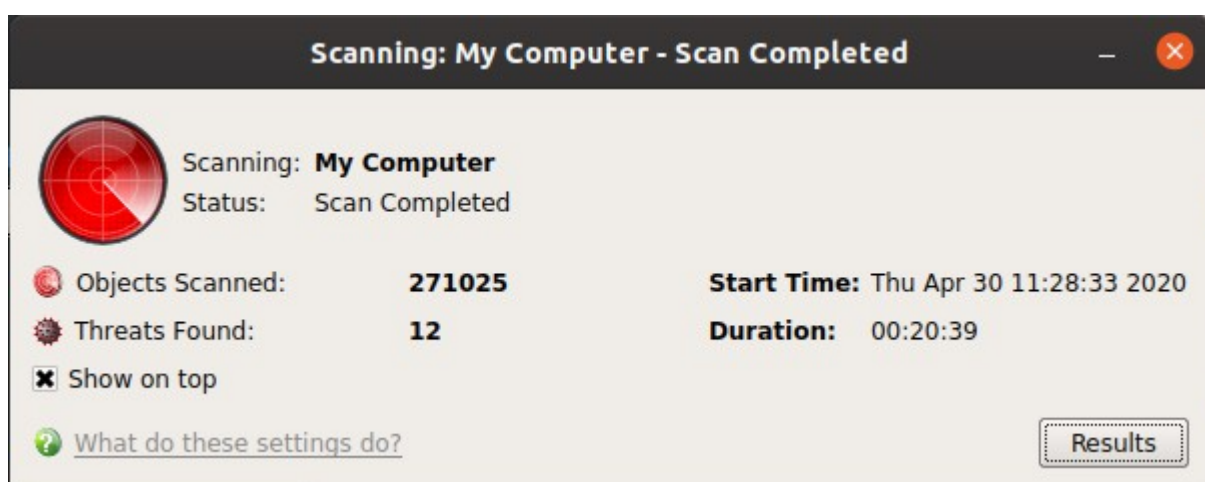 Scanning: My Computer - Scan Completed
Scanning: My Computer
Status: Scan Completed
Objects Scanned: 271025 Start Time: Thu Apr 30 11:28:33 2020
Threats Found: 12 Duration: 00:20:39
Show on top
What do these settings do? Results